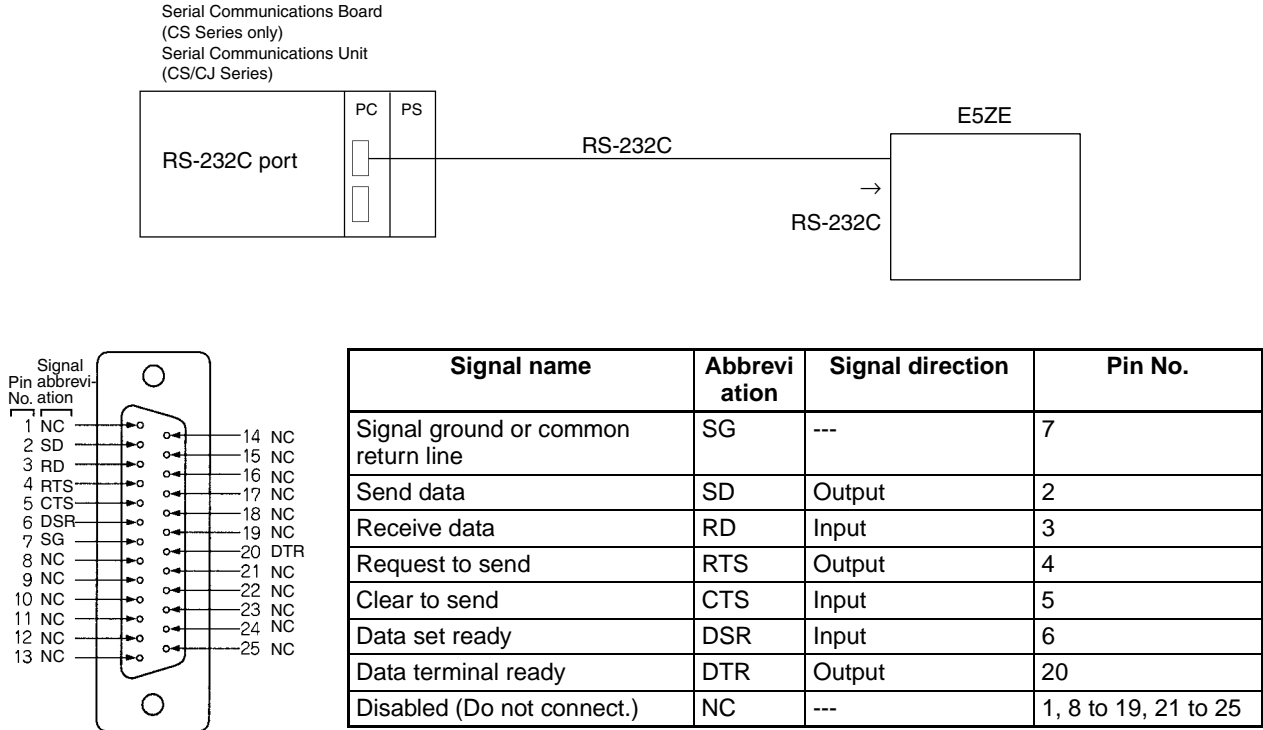 Serial Communications Board
(CS Series only)
Serial Communications Unit
(CS/CJ Series)
PC PS
E5ZE
RS-232C port
RS-232C
→
RS-232C
Signal
Pin abbrevi-
No. ation
1 NC
2 SD
3 RD
4 RTS
5 CTS
6 DSR
7 SG
8 NC
9 NC
10 NC
11 NC
12 NC
13 NC
14 NC
15 NC
16 NC
17 NC
18 NC
19 NC
20 DTR
21 NC
22 NC
23 NC
24 NC
25 NC
Signal name Abbrevi Signal direction Pin No.
ation
Signal ground or common SG --- 7
return line
Send data SD Output 2
Receive data RD Input 3
Request to send RTS Output 4
Clear to send CTS Input 5
Data set ready DSR Input 6
Data terminal ready DTR Output 20
Disabled (Do not connect.) NC --- 1, 8 to 19, 21 to 25